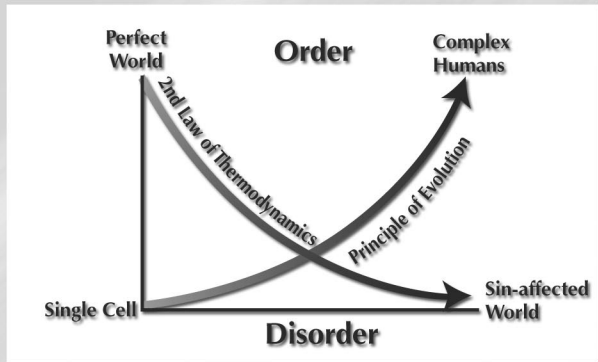 Perfect
World
Order
Complex
Humans
2nd Law of Thermodynamics
Principle of Evolution
Single Cell
Sin-affected
World
Disorder